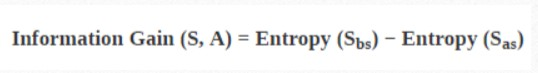 Information Gain (S, A) = Entropy (Sbs) − Entropy (Sas)